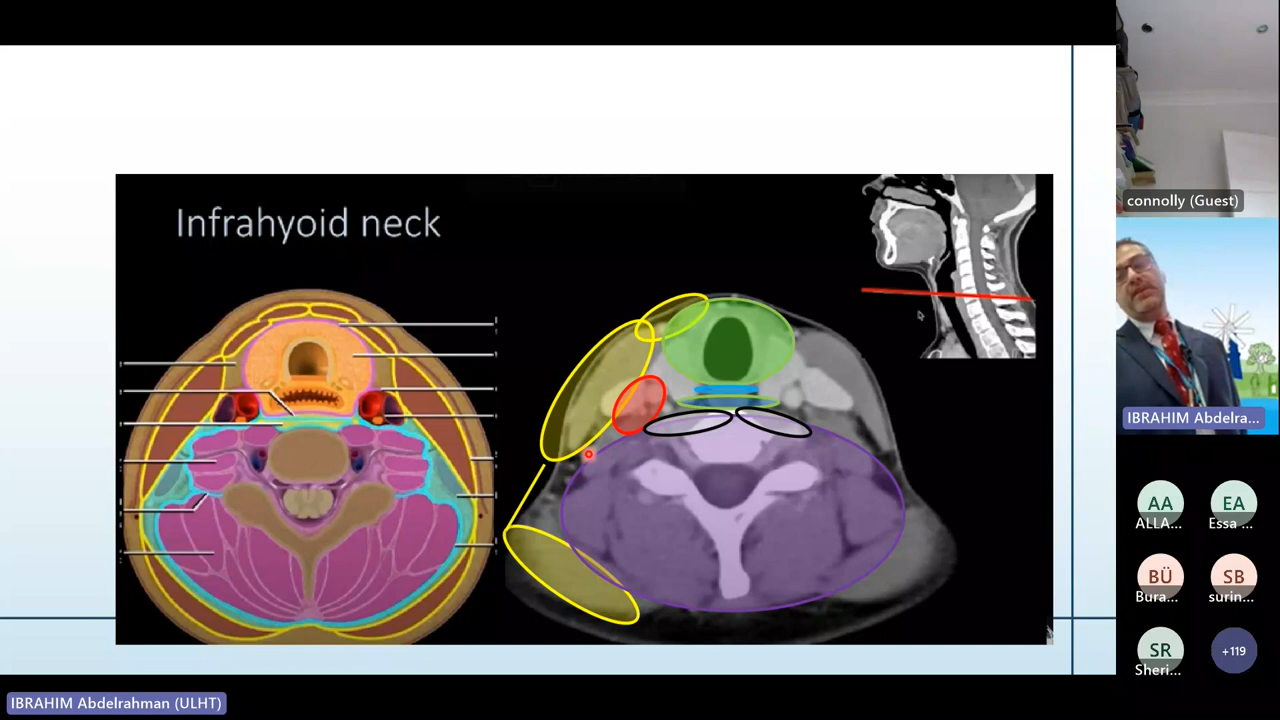 Infrahyoid neck
connolly (Guest)
IBRAHIM Abdelra...
AA
EA
ALLA...
Essa ...
BÜ
SB
Bura...
surin...
SR
+119
Sheri...
IBRAHIM Abdelrahman (ULHT)